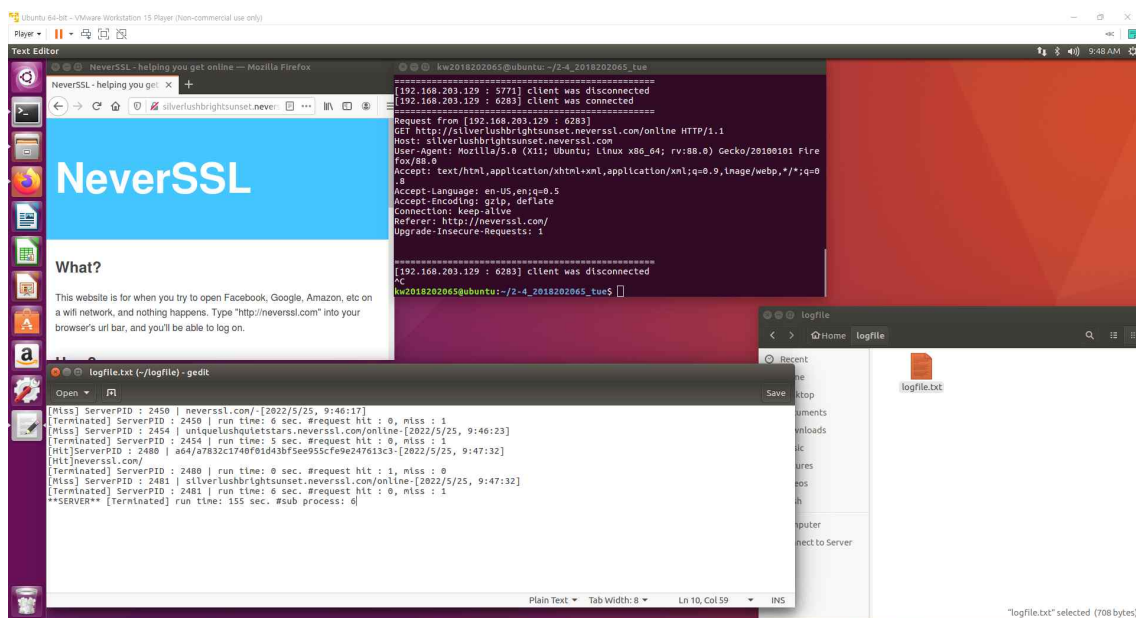 Ubuntu 64-bit - VMware Workstation 15 Player (Non-commercial use only)
Player
Text Editor
9:48 AM
NeverSSL - helping you get online — Mozilla Firefox
NeverSSL - helping you get
silverlushbrightsunset.never
NeverSSL
What?
This website is for when you try to open Facebook, Google, Amazon, etc on
a wifi network, and nothing happens. Type "http://neverssl.com" into your
browser's url bar, and you'll be able to log on.
kw2018202065@ubuntu: ~/2-4_2018202065_tue
====================================================
[192.168.203.129 : 5771] client was disconnected
[192.168.203.129 : 6283] client was connected
====================================================
Request from [192.168.203.129 : 6283]
GET http://silverlushbrightsunset.neverssl.com/online HTTP/1.1
Host: silverlushbrightsunset.neverssl.com
User-Agent: Mozilla/5.0 (X11; Ubuntu; Linux x86_64; rv:88.0) Gecko/20100101 Fire
fox/88.0
Accept: text/html,application/xhtml+xml,application/xml;q=0.9,image/webp,*/*;q=0
.8
Accept-Language: en-US,en;q=0.5
Accept-Encoding: gzip, deflate
Connection: keep-alive
Referer: http://neverssl.com/
Upgrade-Insecure-Requests: 1
====================================================
[192.168.203.129 : 6283] client was disconnected
^C
kw2018202065@ubuntu:~/2-4_2018202065_tue$
logfile
Home logfile
Recent
logfile.txt
nect to Server
"logfile.txt" selected (708 bytes)
logfile.txt (~/logfile) - gedit
Open
Save
[Miss] ServerPID : 2450 | neverssl.com/-[2022/5/25, 9:46:17]
[Terminated] ServerPID : 2450 | run time: 6 sec. #request hit : 0, miss : 1
[Miss] ServerPID : 2454 | uniquelushquietstars.neverssl.com/online-[2022/5/25, 9:46:23]
[Terminated] ServerPID : 2454 | run time: 5 sec. #request hit : 0, miss : 1
[Hit]ServerPID : 2480 | a64/a7832c1740f01d43bf5ee955cfe9e247613c3-[2022/5/25, 9:47:32]
[Hit]neverssl.com/
[Terminated] ServerPID : 2480 | run time: 0 sec. #request hit : 1, miss : 0
[Miss] ServerPID : 2481 | silverlushbrightsunset.neverssl.com/online-[2022/5/25, 9:47:32]
[Terminated] ServerPID : 2481 | run time: 6 sec. #request hit : 0, miss : 1
**SERVER** [Terminated] run time: 155 sec. #sub process: 6
Plain Text
Tab Width: 8
Ln 10, Col 59
INS